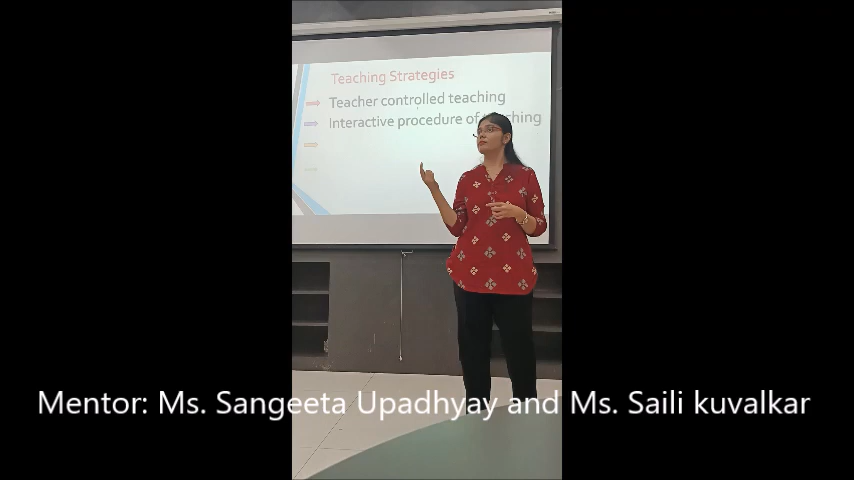 Teaching Strategies
Teacher controlled teaching
Interactive procedure of
Mentor: Ms. Sangeeta Upadhyay and Ms. Saili kuvalkar